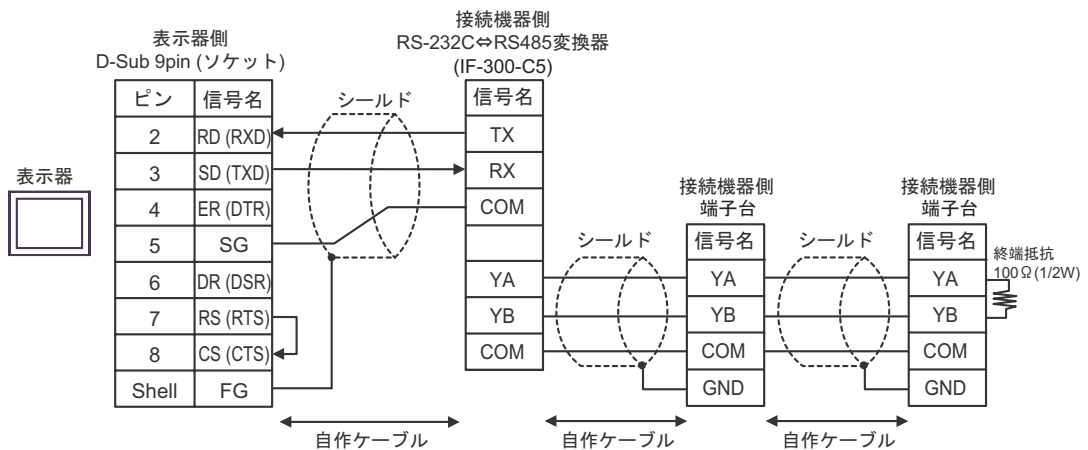 表示器
表示器側
D-Sub 9pin (ソケット)
ピン 信号名
2 RD (RXD)
3 SD (TXD)
4 ER (DTR)
5 SG
6 DR (DSR)
7 RS (RTS)
8 CS (CTS)
Shell FG
シールド
自作ケーブル
接続機器側
RS-232C⇔RS485変換器
(IF-300-C5)
信号名
TX
RX
COM
YA
YB
COM
シールド
自作ケーブル
接続機器側
端子台
信号名
YA
YB
COM
GND
シールド
自作ケーブル
接続機器側
端子台
信号名
YA
YB
COM
GND
終端抵抗
100Ω(1/2W)